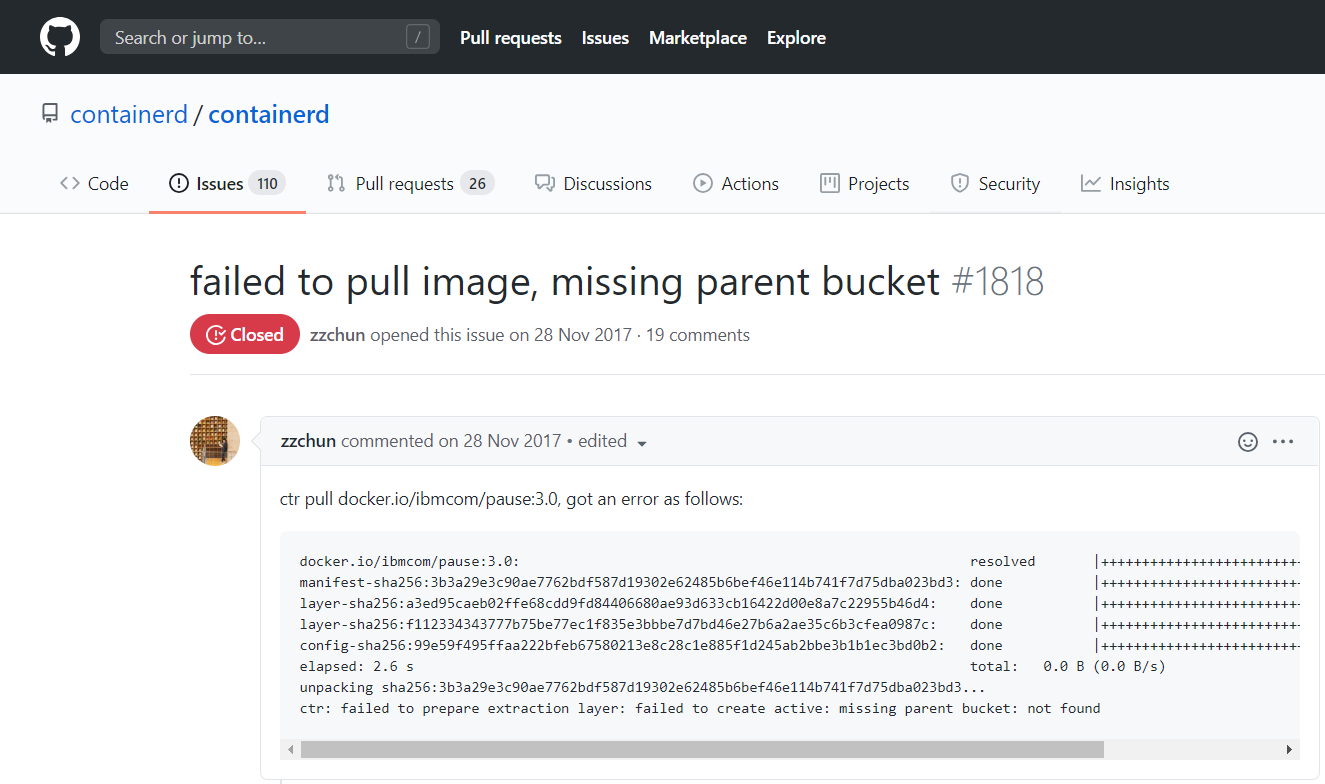 Search or jump to... / Pull requests Issues Marketplace Explore
containerd / containerd
Code Issues 110 Pull requests 26 Discussions Actions Projects Security Insights
failed to pull image, missing parent bucket #1818
Closed zzchun opened this issue on 28 Nov 2017 · 19 comments
zzchun commented on 28 Nov 2017 • edited
ctr pull docker.io/ibmcom/pause:3.0, got an error as follows:
docker.io/ibmcom/pause:3.0: resolved |++++++++++++++++++++++++
manifest-sha256:3b3a29e3c90ae7762bdf587d19302e62485b6bef46e114b741f7d75dba023bd3: done |++++++++++++++++++++++++
layer-sha256:a3ed95caeb02ffe68cdd9fd84406680ae93d633cb16422d00e8a7c22955b46d4: done |++++++++++++++++++++++++
layer-sha256:f112334343777b75be77ec1f835e3bbbe7d7bd46e27b6a2ae35c6b3cfea0987c: done |++++++++++++++++++++++++
config-sha256:99e59f495ffaa222bfeb67580213e8c28c1e885f1d245ab2bbe3b1b1ec3bd0b2: done |++++++++++++++++++++++++
elapsed: 2.6 s total: 0.0 B (0.0 B/s)
unpacking sha256:3b3a29e3c90ae7762bdf587d19302e62485b6bef46e114b741f7d75dba023bd3...
ctr: failed to prepare extraction layer: failed to create active: missing parent bucket: not found